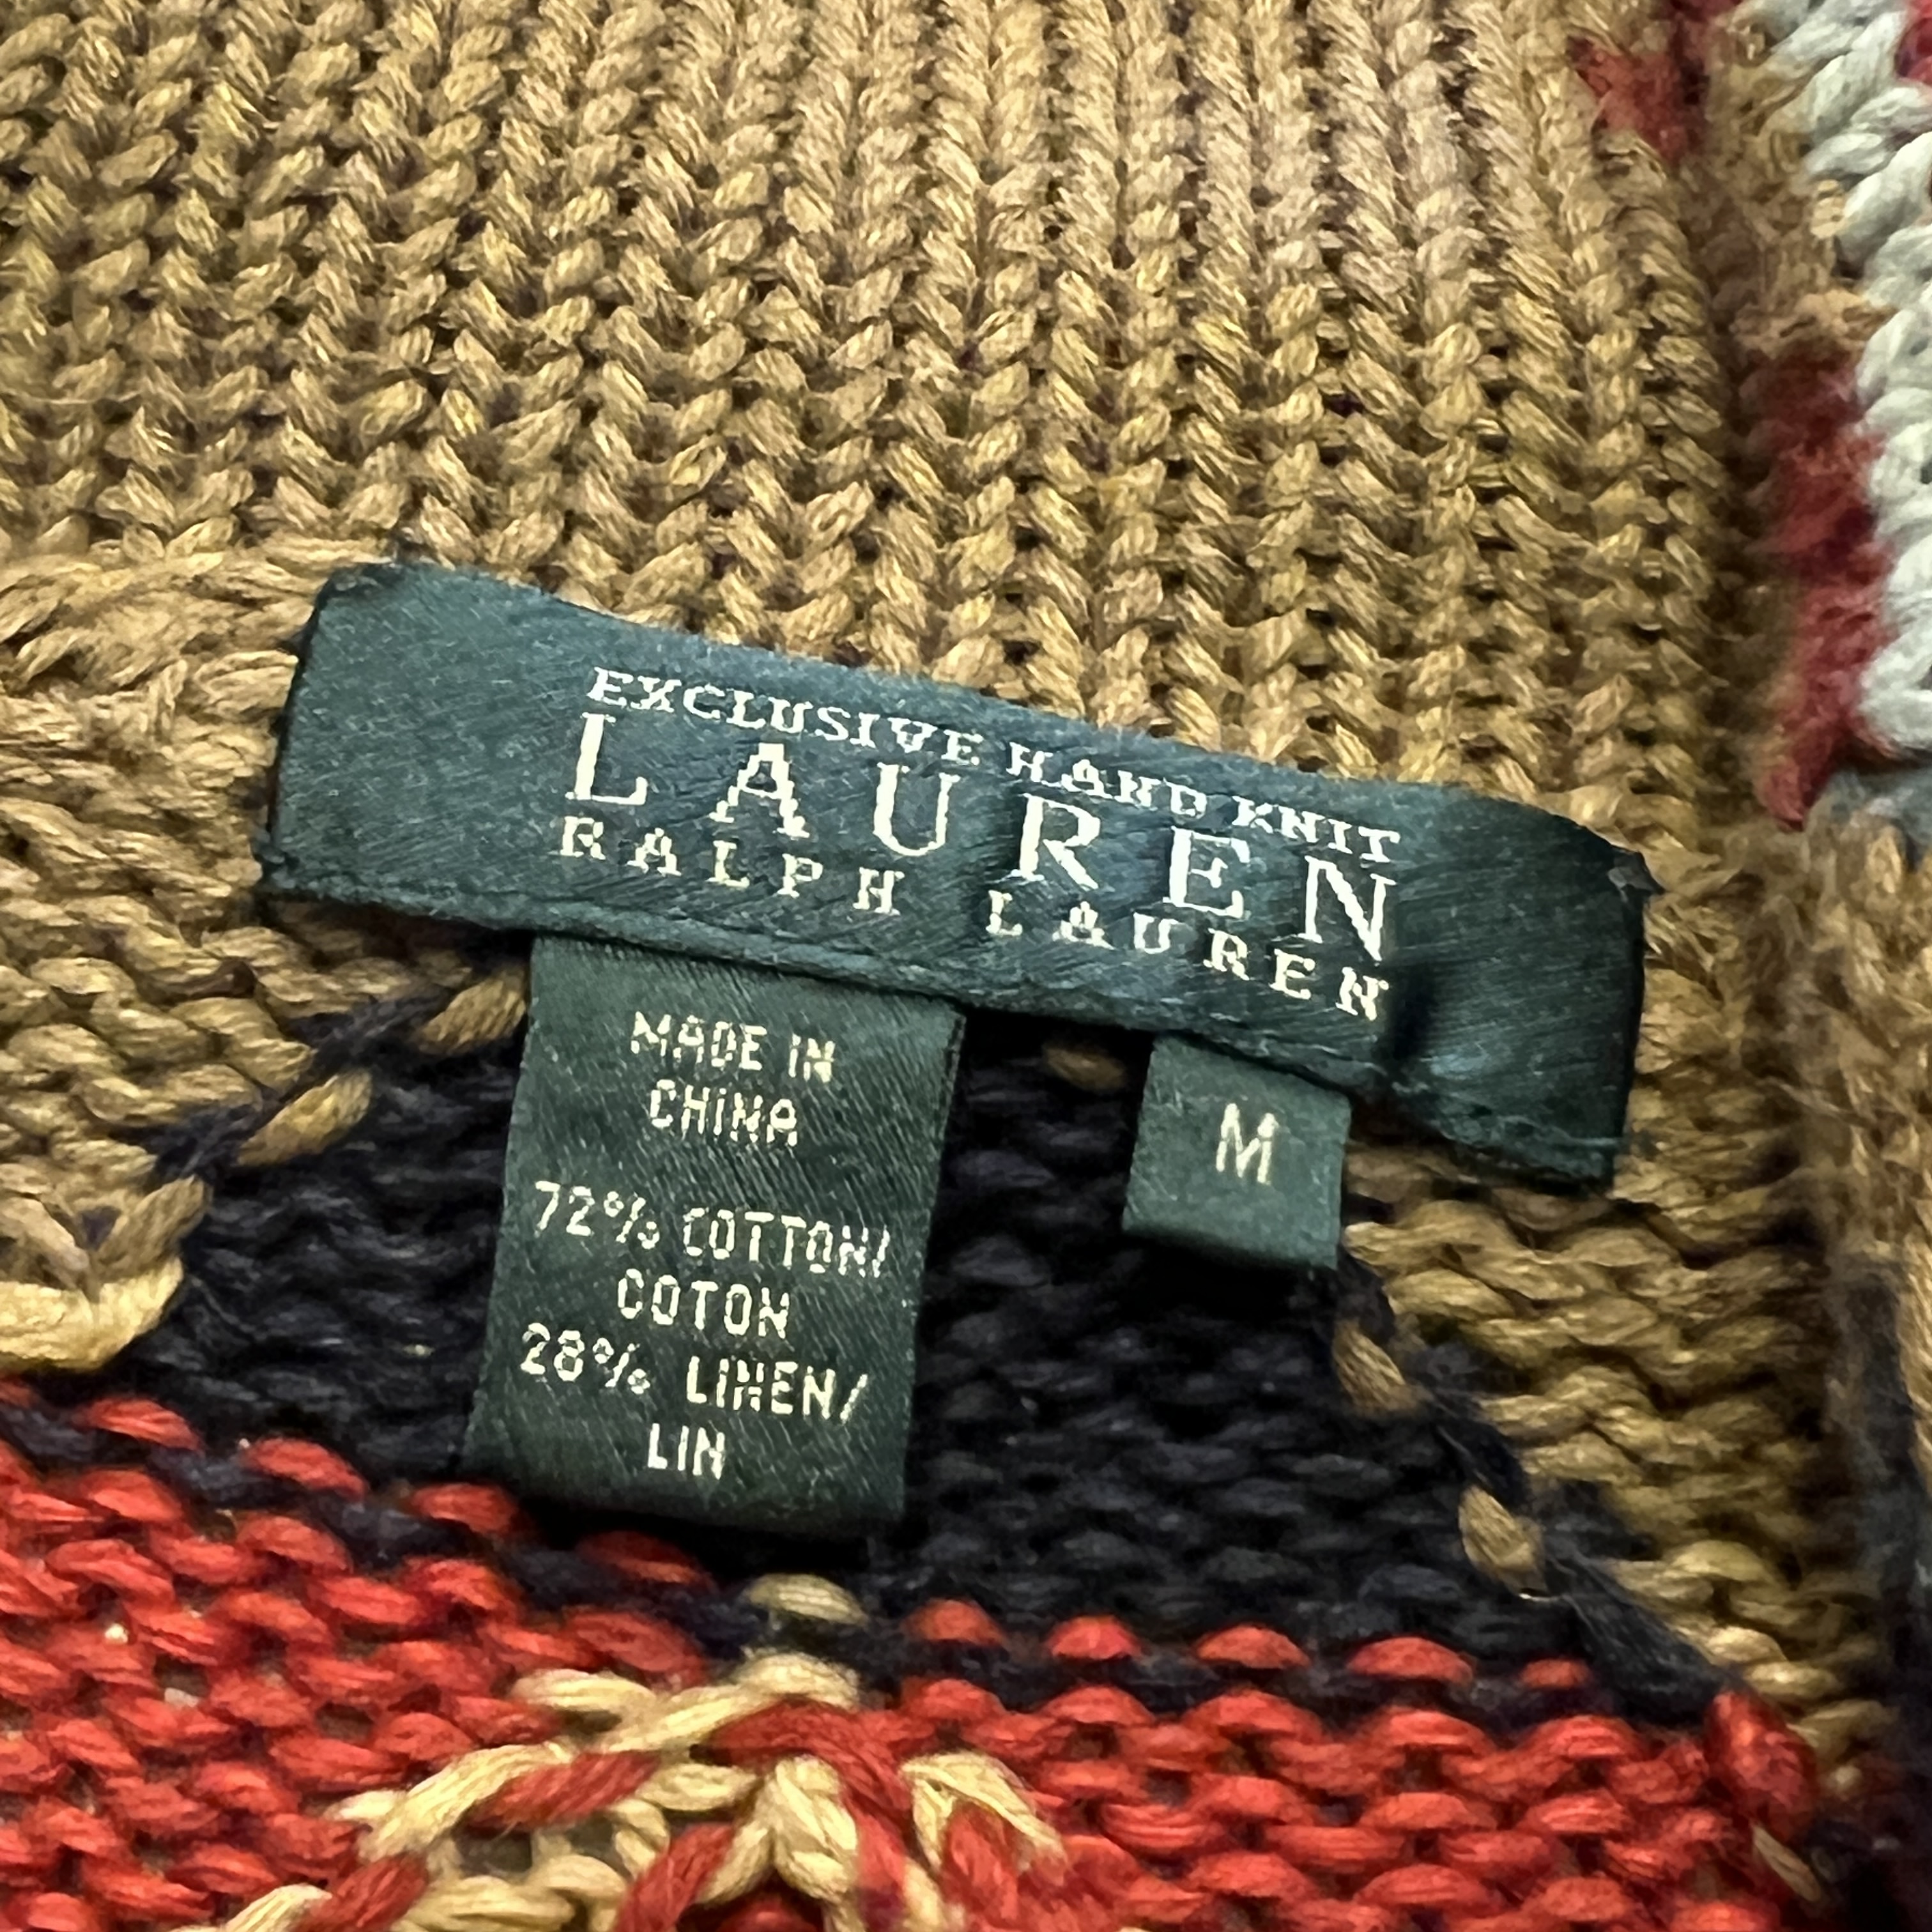 EXCLUSIVE HAND KNIT
LAUREN
RALPH LAUREN
MADE IN
CHINA
72% COTTON/
COTON
28% LINEN/
LIN
M